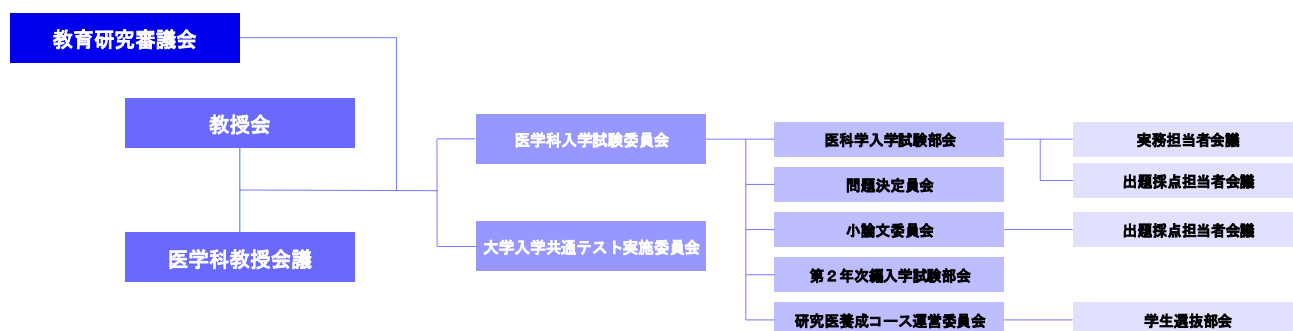 教育研究審議会
教授会
医学科教授会議
医学科入学試験委員会
大学入学共通テスト実施委員会
医科学入学試験部会
問題決定員会
小論文委員会
第２年次編入学試験部会
研究医養成コース運営委員会
実務担当者会議
出題採点担当者会議
出題採点担当者会議
学生選抜部会